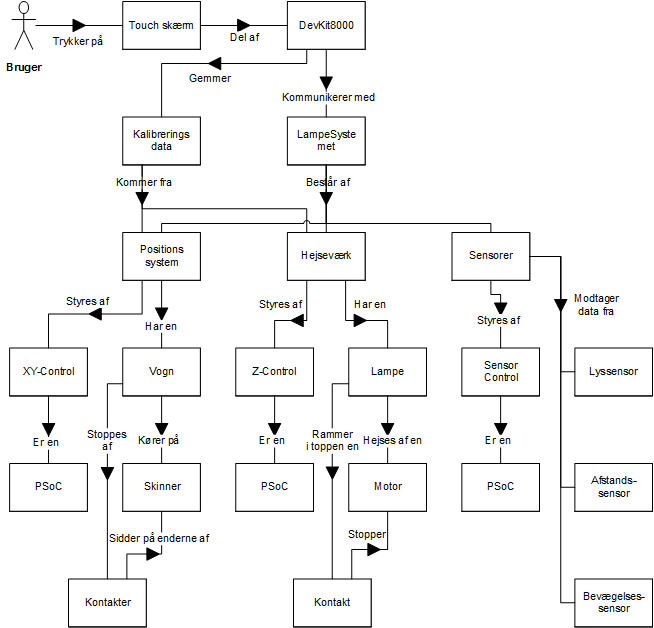 Touch skærm
DevKit8000
Trykker på
Del af
Bruger
Gemmer
Kommunikerer med
Kalibrerings
data
LampeSyste
met
Kommer fra
Består af
Positions
system
Hejseværk
Sensorer
Styres af
Har en
Styres af
Har en
Styres af
Modtager
data fra
XY-Control
Vogn
Z-Control
Lampe
Sensor
Control
Lyssensor
Er en
Stoppes
af
Kører på
Er en
Rammer
i toppen en
Hejses af en
Er en
PSoC
Skinner
PSoC
Motor
PSoC
Afstands-
sensor
Sidder på enderne af
Stopper
Kontakter
Kontakt
Bevægelses-
sensor